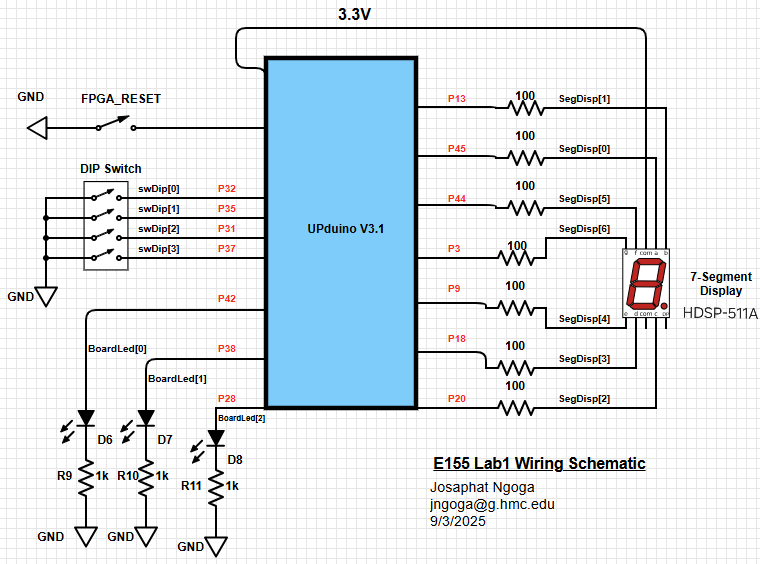 3.3V
GND
FPGA_RESET
DIP Switch
swDip[0] P32
swDip[1] P35
swDip[2] P31
swDip[3] P37
GND
P42
BoardLed[0]
P38
BoardLed[1]
P28
BoardLed[2]
UPduino V3.1
P13 100 SegDisp[1]
P45 100 SegDisp[0]
P44 100 SegDisp[5]
P3 100 SegDisp[6]
P9 100 SegDisp[4]
P18 100 SegDisp[3]
P20 100 SegDisp[2]
g f com a b
e d com c DP
7-Segment
Display
HDSP-511A
D6
D7
D8
R9 1k
R10 1k
R11 1k
GND
GND
GND
E155 Lab1 Wiring Schematic
Josaphat Ngoga
jngoga@g.hmc.edu
9/3/2025